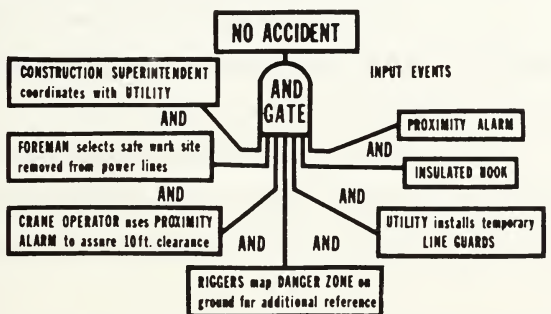 NO ACCIDENT
CONSTRUCTION SUPERINTENDENT
coordinates with UTILITY
AND
GATE
INPUT EVENTS
AND
PROXIMITY ALARM
FOREMAN selects safe work site
removed from power lines
AND
INSULATED HOOK
AND
AND
CRANE OPERATOR uses PROXIMITY
ALARM to assure 10ft. clearance
AND
AND
UTILITY installs temporary
LINE GUARDS
RIGGERS map DANGER ZONE on
ground for additional reference